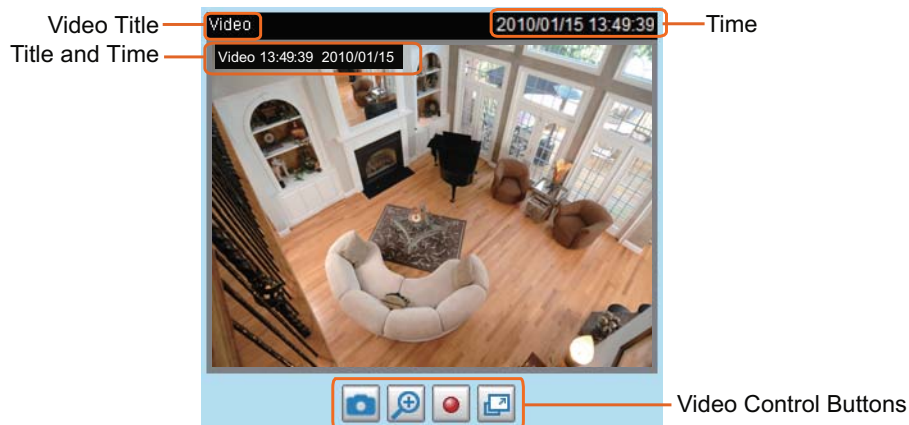 Video Title
Video
2010/01/15 13:49:39
Time
Title and Time
Video 13:49:39 2010/01/15
Video Control Buttons